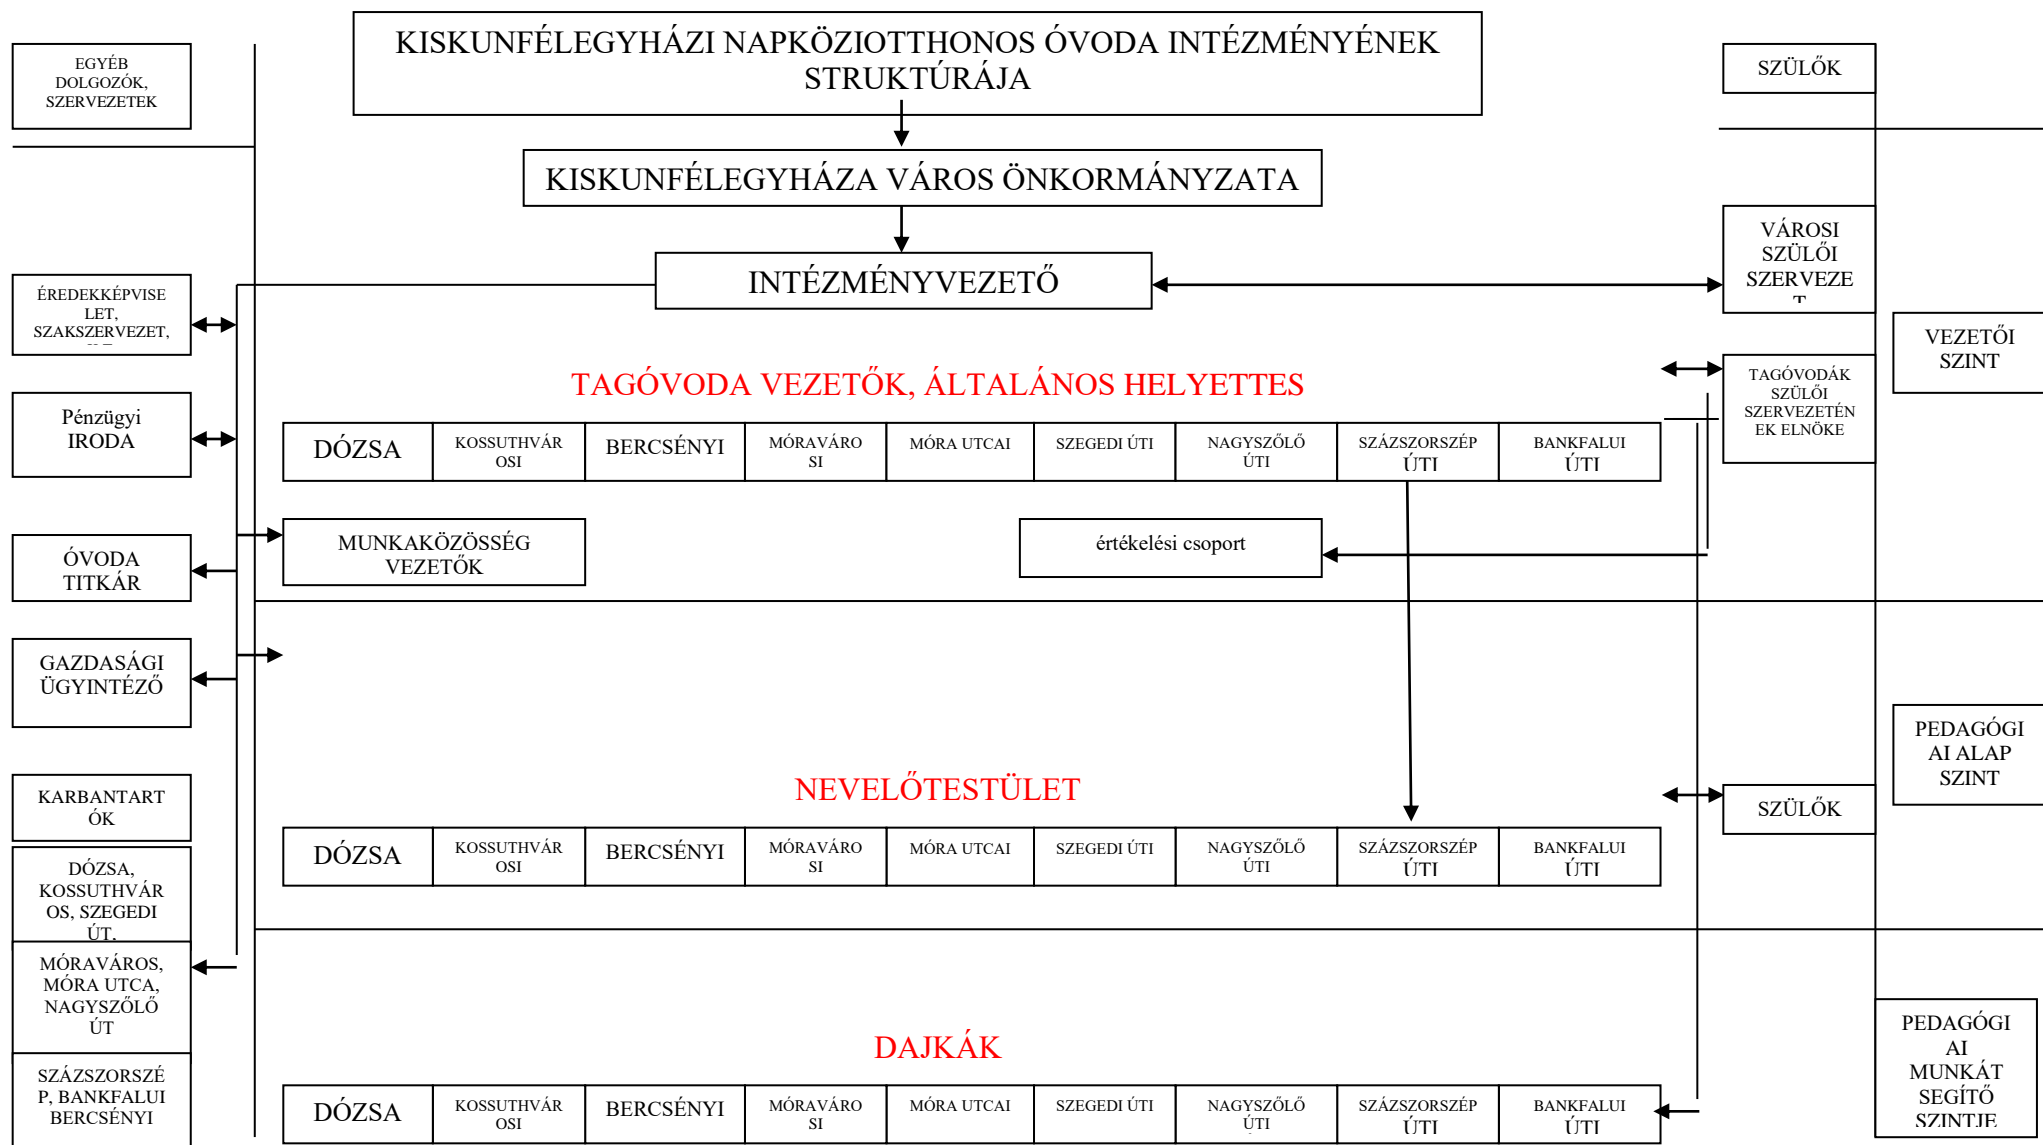 KISKUNFÉLEGYHÁZI NAPKÖZIOTTHONOS ÓVODA INTÉZMÉNYÉNEK
STRUKTÚRÁJA
EGYÉB
DOLGOZÓK,
SZERVEZETEK
SZÜLŐK
KISKUNFÉLEGYHÁZA VÁROS ÖNKORMÁNYZATA
INTÉZMÉNYVEZETŐ
VÁROSI
SZÜLŐI
SZERVEZE
T
ÉREDEKKÉPVISE
LET,
SZAKSZERVEZET,
VEZETŐI
SZINT
TAGÓVODA VEZETŐK, ÁLTALÁNOS HELYETTES
TAGÓVODÁK
SZÜLŐI
SZERVEZETÉN
EK ELNÖKE
Pénzügyi
IRODA
DÓZSA
KOSSUTHVÁR
OSI
BERCSÉNYI
MÓRAVÁRO
SI
MÓRA UTCAI
SZEGEDI ÚTI
NAGYSZŐLŐ
ÚTI
SZÁZSZORSZÉP
ÚTI
BANKFALUI
ÚTI
MUNKAKÖZÖSSÉG
VEZETŐK
értékelési csoport
ÓVODA
TITKÁR
GAZDASÁGI
ÜGYINTÉZŐ
PEDAGÓGI
AI ALAP
SZINT
NEVELŐTESTÜLET
SZÜLŐK
KARBANTART
ÓK
DÓZSA
KOSSUTHVÁR
OSI
BERCSÉNYI
MÓRAVÁRO
SI
MÓRA UTCAI
SZEGEDI ÚTI
NAGYSZŐLŐ
ÚTI
SZÁZSZORSZÉP
ÚTI
BANKFALUI
ÚTI
DÓZSA,
KOSSUTHVÁR
OS, SZEGEDI
ÚT,
MÓRAVÁROS,
MÓRA UTCA,
NAGYSZŐLŐ
ÚT
SZÁZSZORSZÉ
P, BANKFALUI
BERCSÉNYI
DAJKÁK
PEDAGÓGI
AI
MUNKÁT
SEGÍTŐ
SZINTJE
DÓZSA
KOSSUTHVÁR
OSI
BERCSÉNYI
MÓRAVÁRO
SI
MÓRA UTCAI
SZEGEDI ÚTI
NAGYSZŐLŐ
ÚTI
SZÁZSZORSZÉP
ÚTI
BANKFALUI
ÚTI